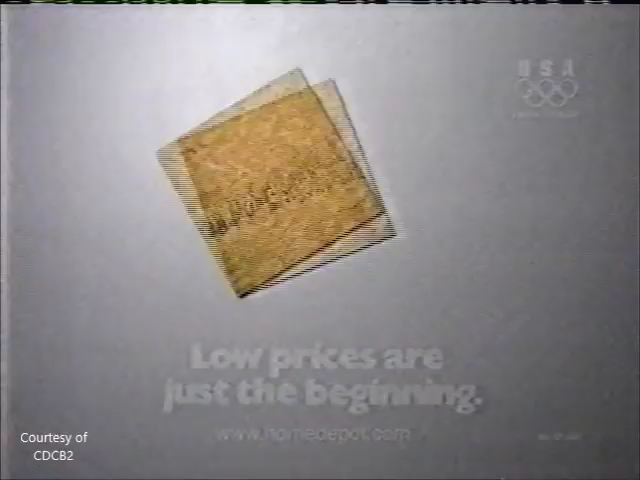 USA
Low prices are
just the beginning.
www.homedepot.com
Courtesy of
CDCB2